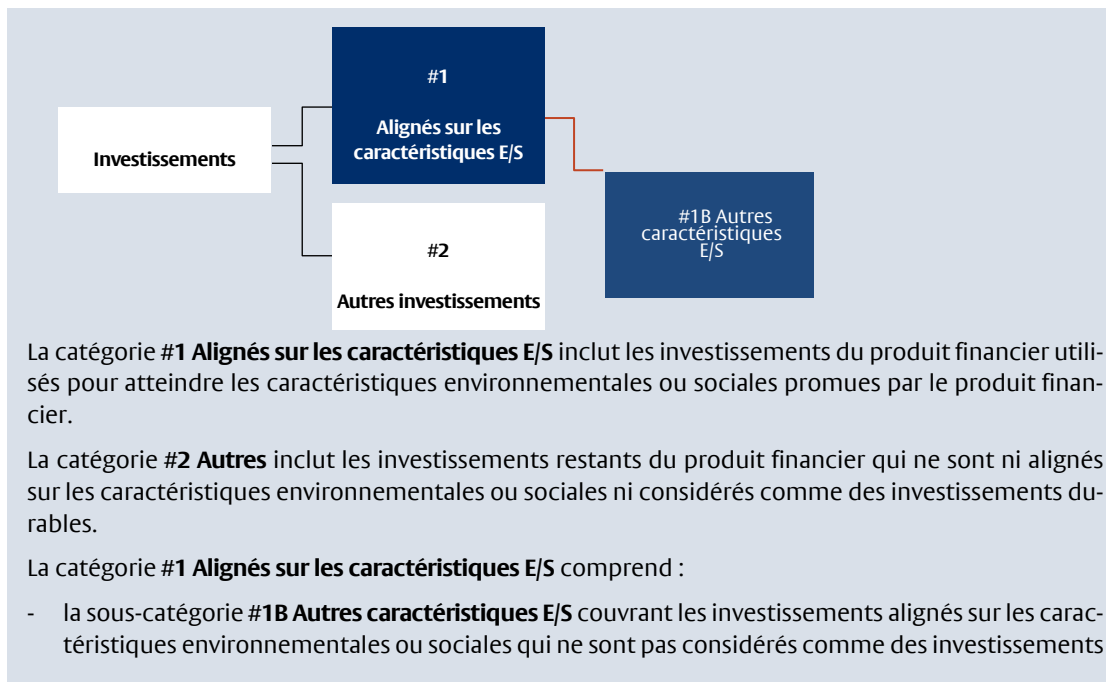 #1
Alignés sur les
caractéristiques E/S
Investissements
#1B Autres
caractéristiques
E/S
#2
Autres investissements
La catégorie #1 Alignés sur les caractéristiques E/S inclut les investissements du produit financier utili-
sés pour atteindre les caractéristiques environnementales ou sociales promues par le produit finan-
cier.
La catégorie #2 Autres inclut les investissements restants du produit financier qui ne sont ni alignés
sur les caractéristiques environnementales ou sociales ni considérés comme des investissements du-
rables.
La catégorie #1 Alignés sur les caractéristiques E/S comprend :
- la sous-catégorie #1B Autres caractéristiques E/S couvrant les investissements alignés sur les carac-
téristiques environnementales ou sociales qui ne sont pas considérés comme des investissements